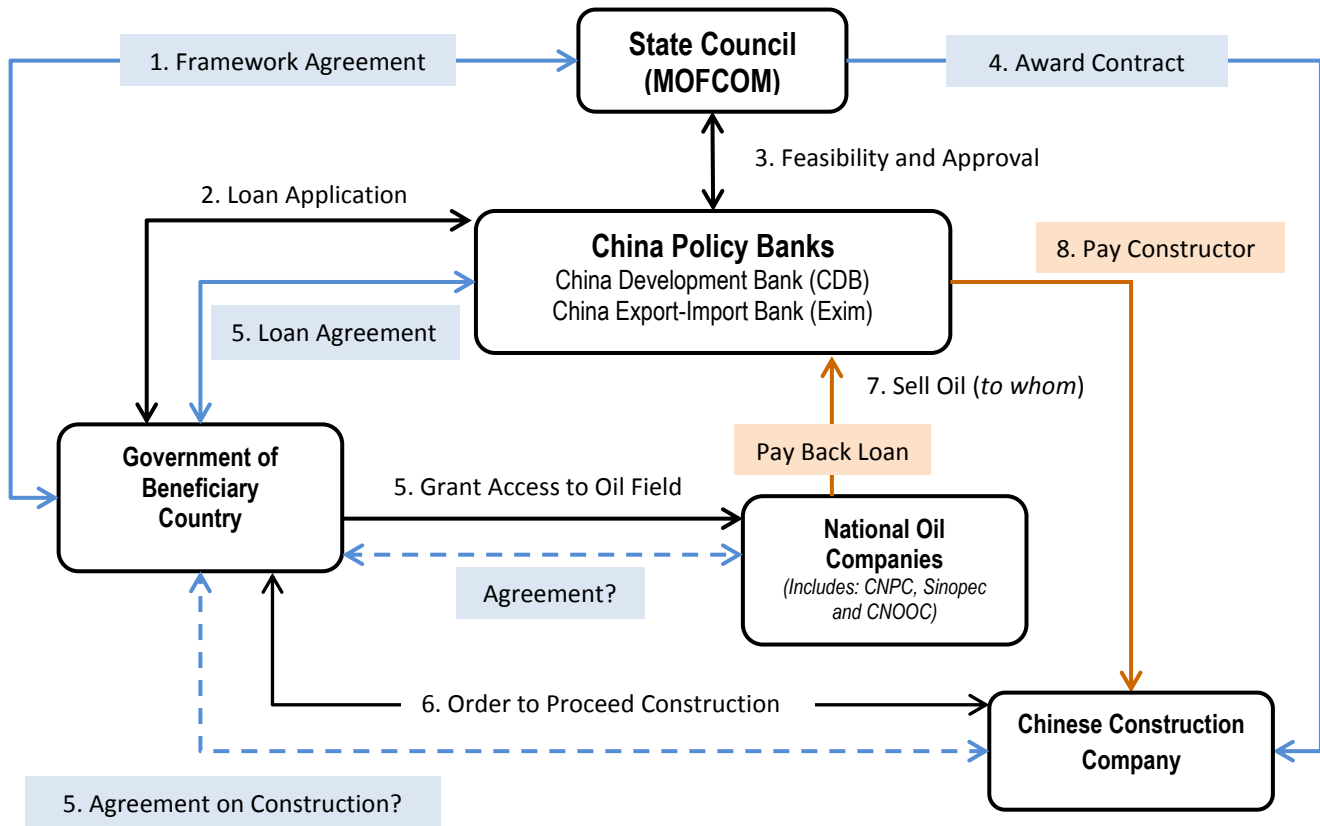 State Council
(MOFCOM)
1. Framework Agreement
4. Award Contract
3. Feasibility and Approval
2. Loan Application
China Policy Banks
China Development Bank (CDB)
China Export-Import Bank (Exim)
8. Pay Constructor
5. Loan Agreement
7. Sell Oil (to whom)
Pay Back Loan
Government of
Beneficiary
Country
5. Grant Access to Oil Field
National Oil
Companies
(Includes: CNPC, Sinopec
and CNOOC)
Agreement?
6. Order to Proceed Construction
Chinese Construction
Company
5. Agreement on Construction?